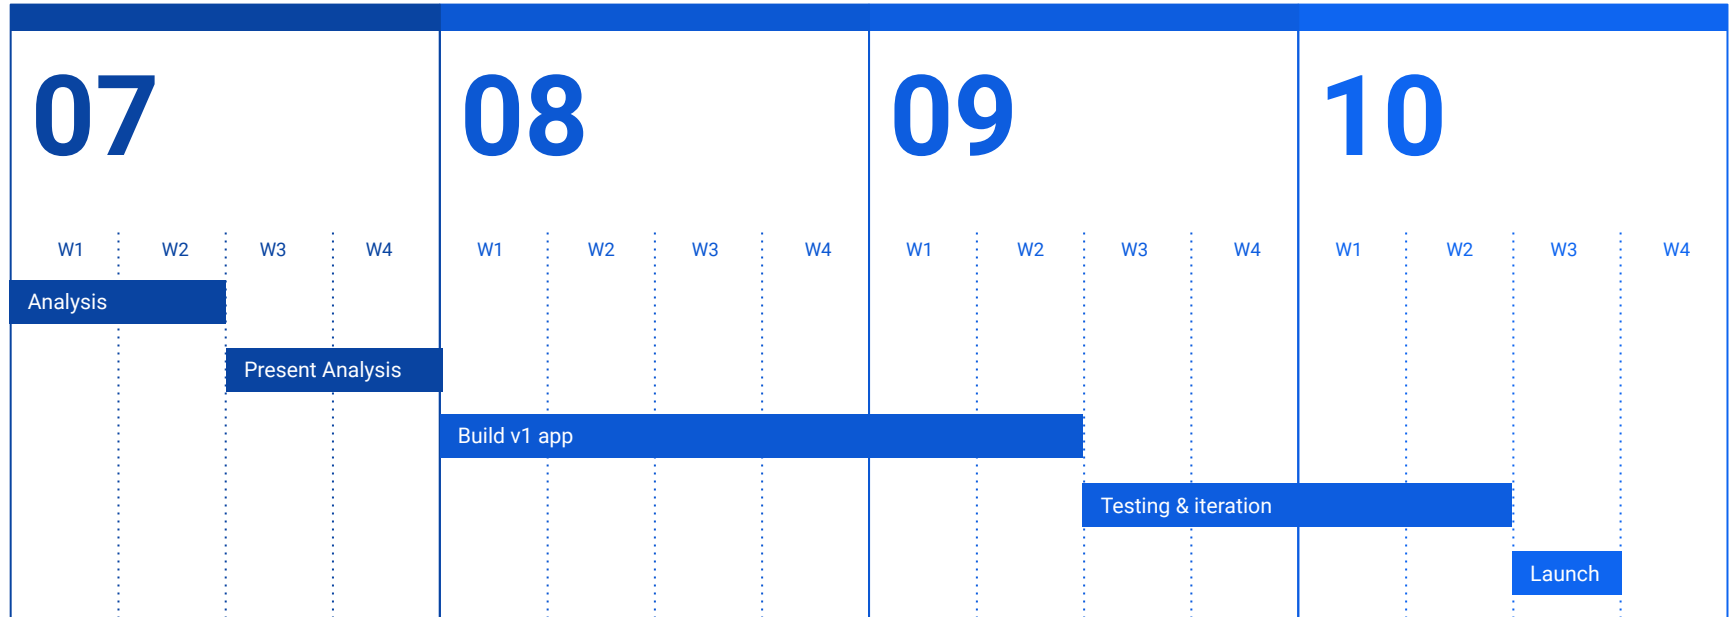 07 08 09 10
W1 W2 W3 W4 W1 W2 W3 W4 W1 W2 W3 W4 W1 W2 W3 W4
Analysis
Present Analysis
Build v1 app
Testing & iteration
Launch